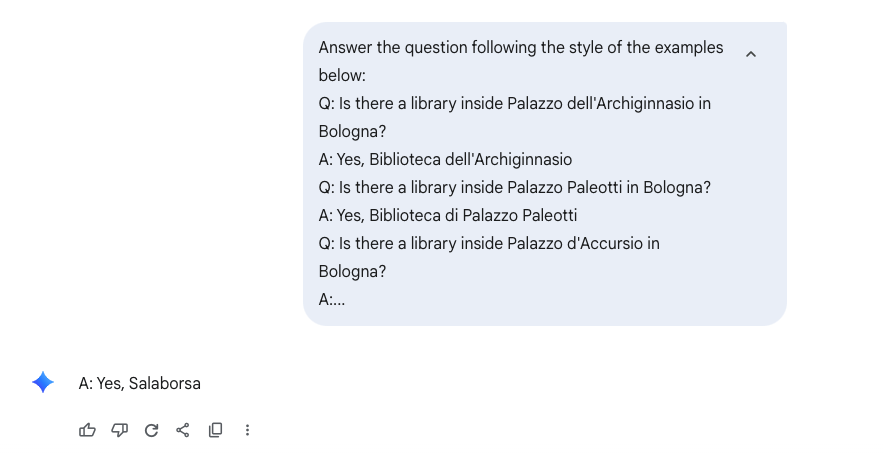 Answer the question following the style of the examples
below:
Q: Is there a library inside Palazzo dell'Archiginnasio in
Bologna?
A: Yes, Biblioteca dell'Archiginnasio
Q: Is there a library inside Palazzo Paleotti in Bologna?
A: Yes, Biblioteca di Palazzo Paleotti
Q: Is there a library inside Palazzo d'Accursio in
Bologna?
A:...
A: Yes, Salaborsa